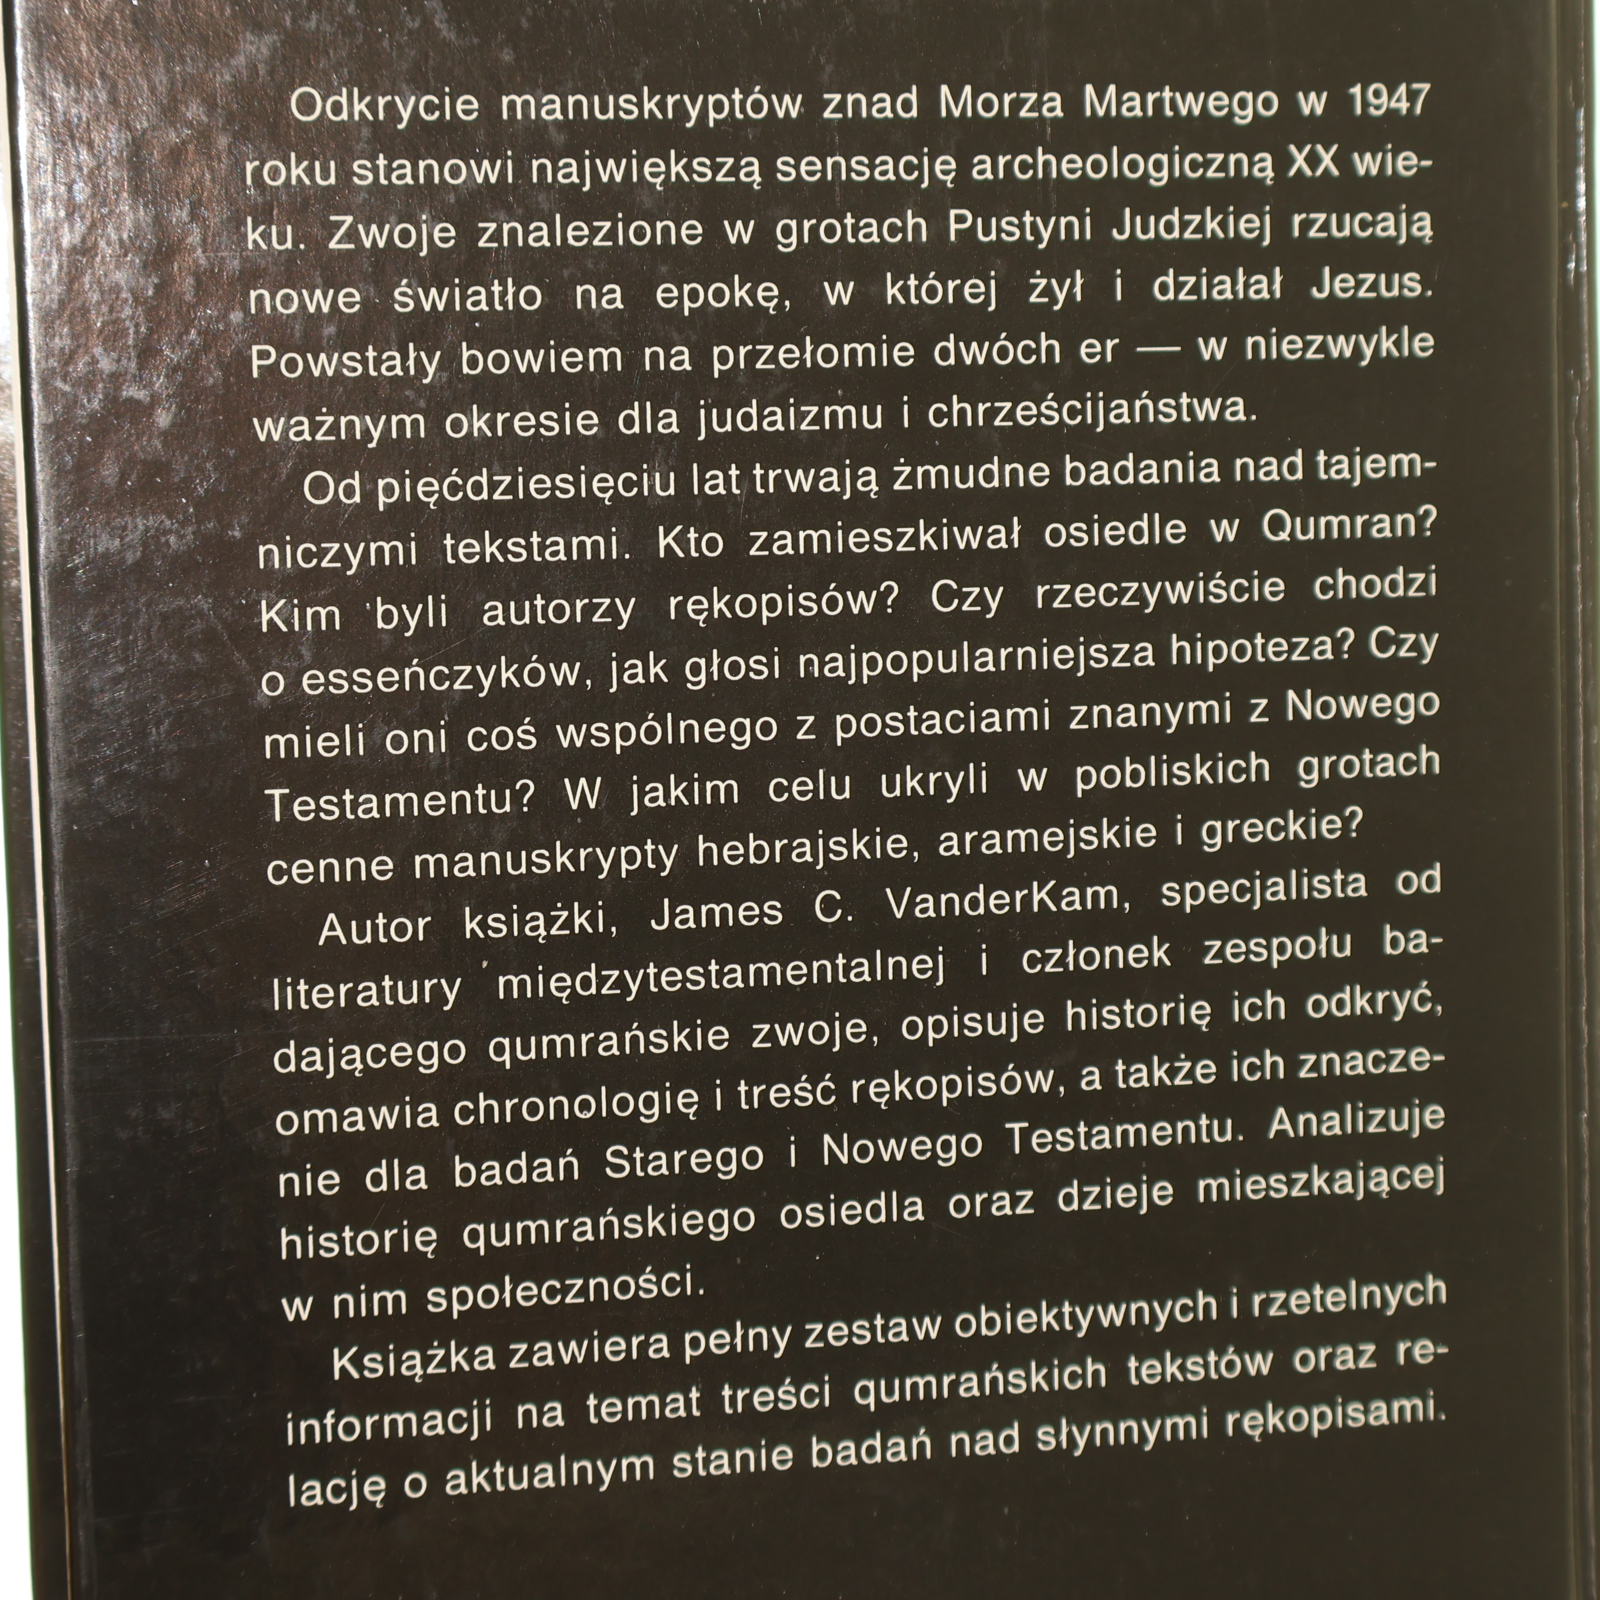 Odkrycie manuskryptów znad Morza Martwego w 1947
roku stanowi największą sensację archeologiczną XX wie-
ku. Zwoje znalezione w grotach Pustyni Judzkiej rzucają
nowe światło na epokę, w której żył i działał Jezus.
Powstały bowiem na przełomie dwóch er — w niezwykle
ważnym okresie dla judaizmu i chrześcijaństwa.
Od pięćdziesięciu lat trwają żmudne badania nad tajem-
niczymi tekstami. Kto zamieszkiwał osiedle w Qumran?
Kim byli autorzy rękopisów? Czy rzeczywiście chodzi
o esseńczyków, jak głosi najpopularniejsza hipoteza? Czy
mieli oni coś wspólnego z postaciami znanymi z Nowego
Testamentu? W jakim celu ukryli w pobliskich grotach
cenne manuskrypty hebrajskie, aramejskie i greckie?
Autor książki, James C. VanderKam, specjalista od
literatury międzytestamentalnej i członek zespołu ba-
dającego qumrańskie zwoje, opisuje historię ich odkryć,
omawia chronologię i treść rękopisów, a także ich znacze-
nie dla badań Starego i Nowego Testamentu. Analizuje
historię qumrańskiego osiedla oraz dzieje mieszkającej
w nim społeczności.
Książka zawiera pełny zestaw obiektywnych i rzetelnych
informacji na temat treści qumrańskich tekstów oraz re-
lację o aktualnym stanie badań nad słynnymi rękopisami.